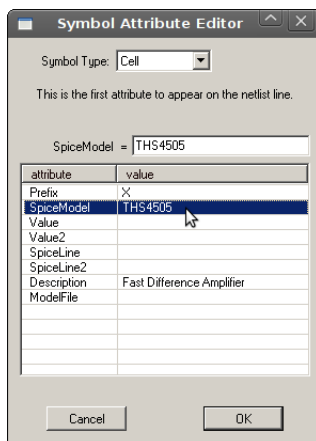 Symbol Attribute Editor
Symbol Type: Cell
This is the first attribute to appear on the netlist line.
SpiceModel = THS4505
attribute value
Prefix X
SpiceModel THS4505
Value
Value2
SpiceLine
SpiceLine2
Description Fast Difference Amplifier
ModelFile
Cancel OK